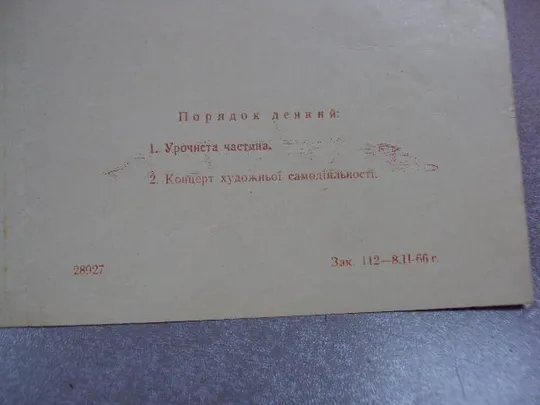 Порядок денний:
1. Урочиста частина.
2. Концерт художньої самодіяльності.
28927
Зак. 112—8.II-66 г.